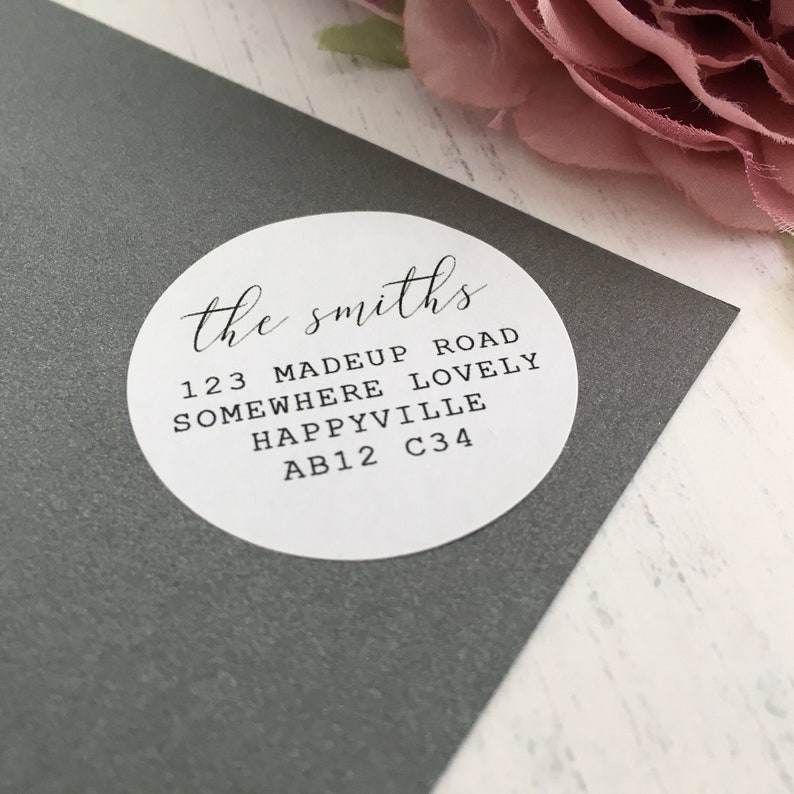 the smiths
123 MADEUP ROAD
SOMEWHERE LOVELY
HAPPYVILLE
AB12 C34